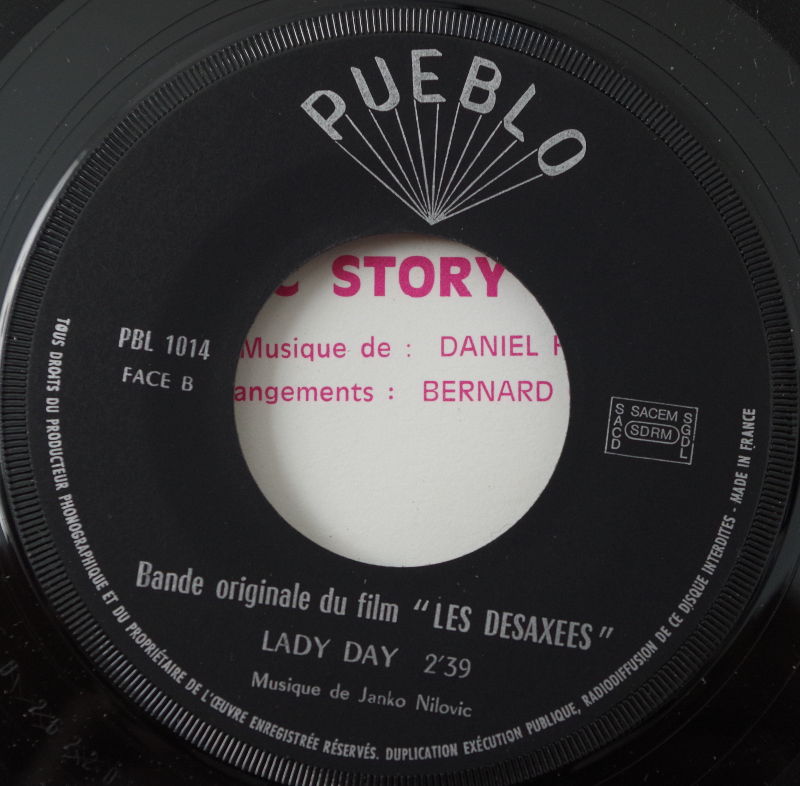 PUEBLO
STORY
PBL 1014
Musique de : DANIEL
FACE B
angements : BERNARD
SACEM
SACD
SDRM
SGDL
Bande originale du film "LES DESAXEES"
LADY DAY 2'39
Musique de Janko Nilovic
TOUS DROITS DU PRODUCTEUR PHONOGRAPHIQUE ET DU PROPRIÉTAIRE DE L'ŒUVRE ENREGISTRÉE RÉSERVÉS. DUPLICATION EXÉCUTION PUBLIQUE, RADIODIFFUSION DE CE DISQUE INTERDITES - MADE IN FRANCE